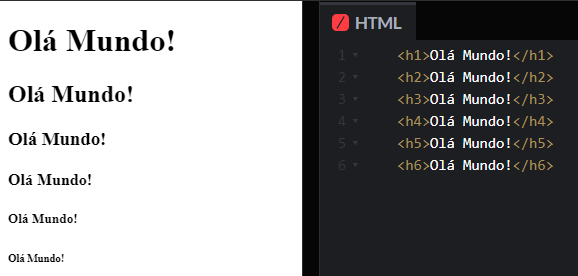 Olá Mundo!
Olá Mundo!
Olá Mundo!
Olá Mundo!
Olá Mundo!
Olá Mundo!
HTML
1 <h1>Olá Mundo!</h1>
2 <h2>Olá Mundo!</h2>
3 <h3>Olá Mundo!</h3>
4 <h4>Olá Mundo!</h4>
5 <h5>Olá Mundo!</h5>
6 <h6>Olá Mundo!</h6>